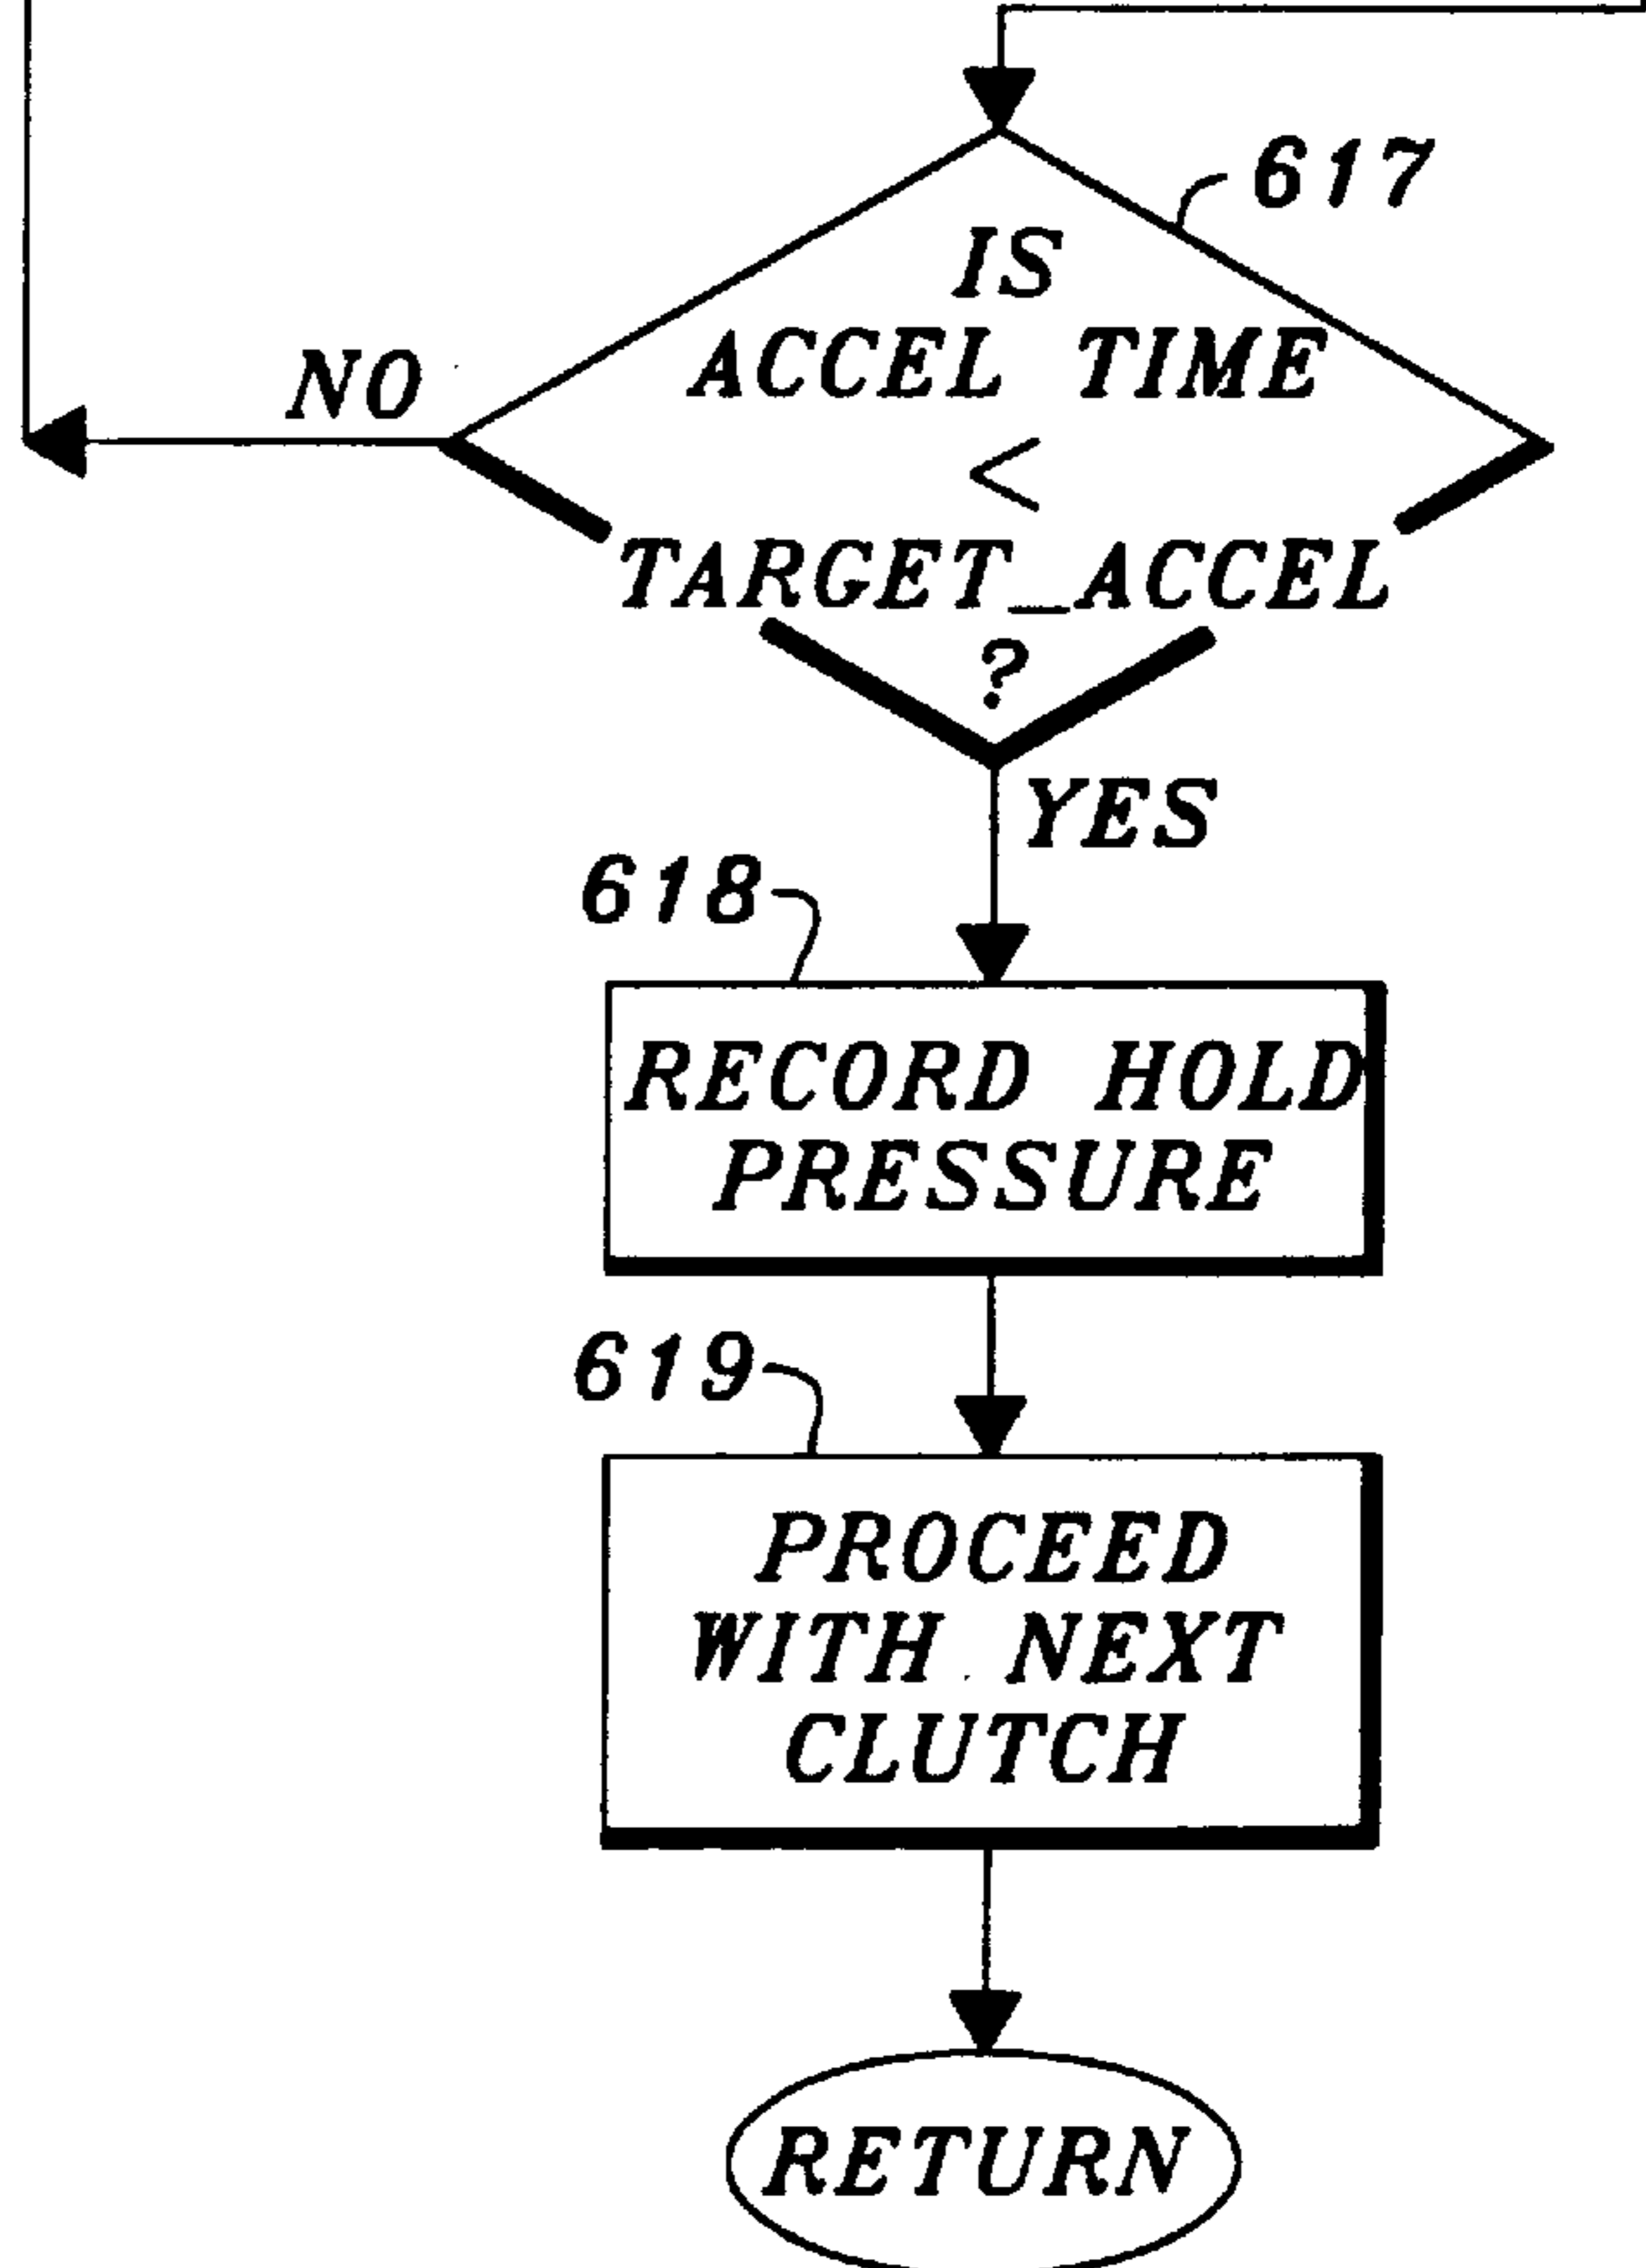 617
IS
ACCEL TIME
<
TARGET_ACCEL
?
NO
YES
618
RECORD HOLD
PRESSURE
619
PROCEED
WITH NEXT
CLUTCH
RETURN